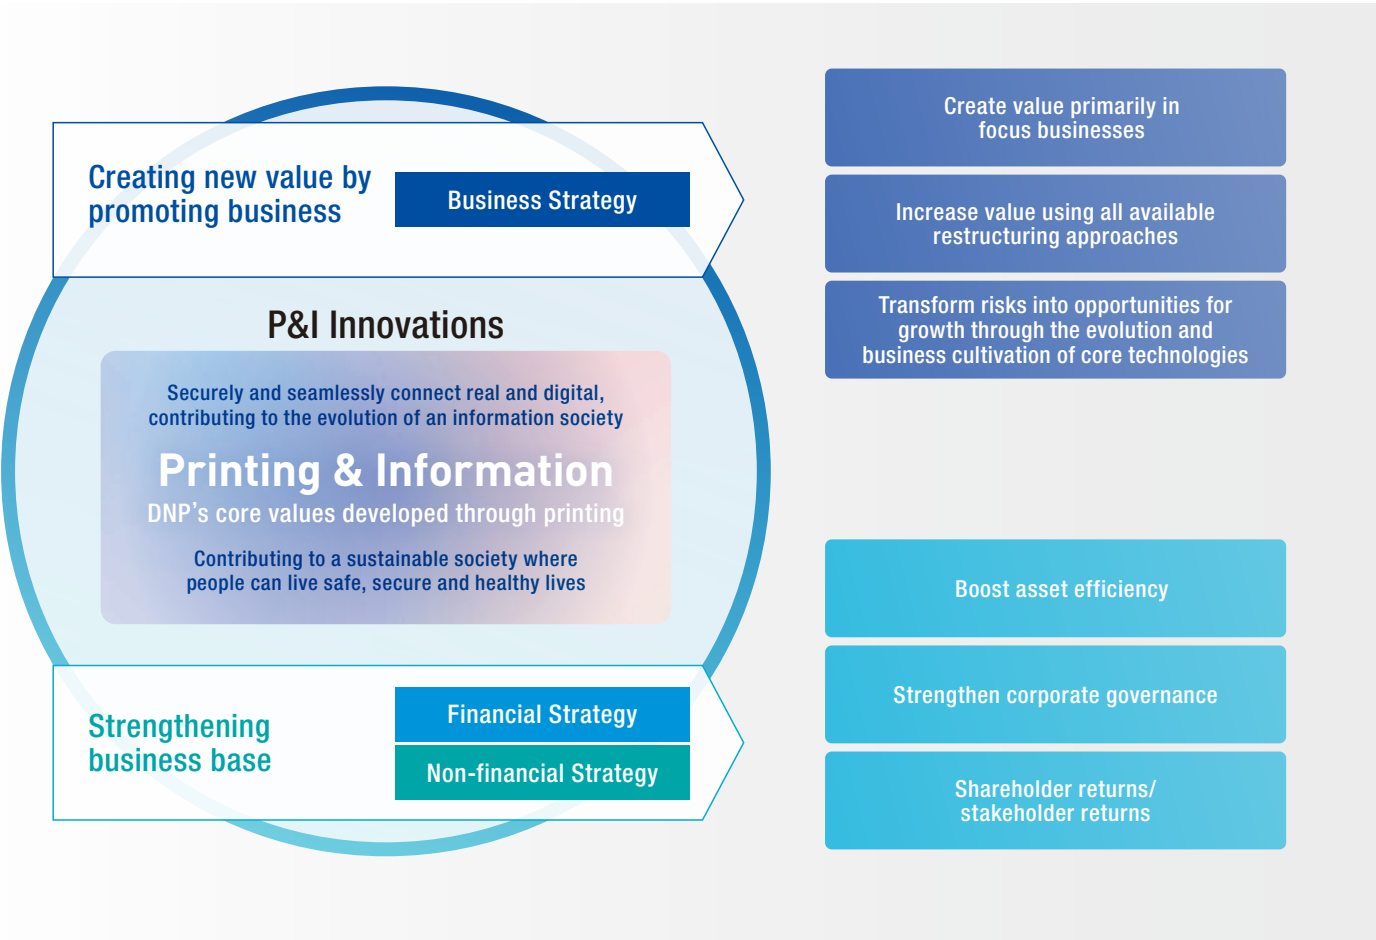 Creating new value by
promoting business
Business Strategy
P&I Innovations
Securely and seamlessly connect real and digital,
contributing to the evolution of an information society
Printing & Information
DNP's core values developed through printing
Contributing to a sustainable society where
people can live safe, secure and healthy lives
Strengthening
business base
Financial Strategy
Non-financial Strategy
Create value primarily in
focus businesses
Increase value using all available
restructuring approaches
Transform risks into opportunities for
growth through the evolution and
business cultivation of core technologies
Boost asset efficiency
Strengthen corporate governance
Shareholder returns/
stakeholder returns